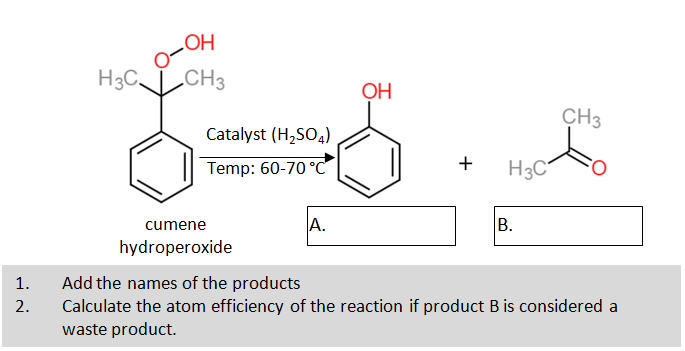 OH
O
H₃C CH₃
OH
CH₃
Catalyst (H₂SO₄)
Temp: 60-70 °C
+
H₃C O
cumene
hydroperoxide
A.
B.
1. Add the names of the products
2. Calculate the atom efficiency of the reaction if product B is considered a
waste product.